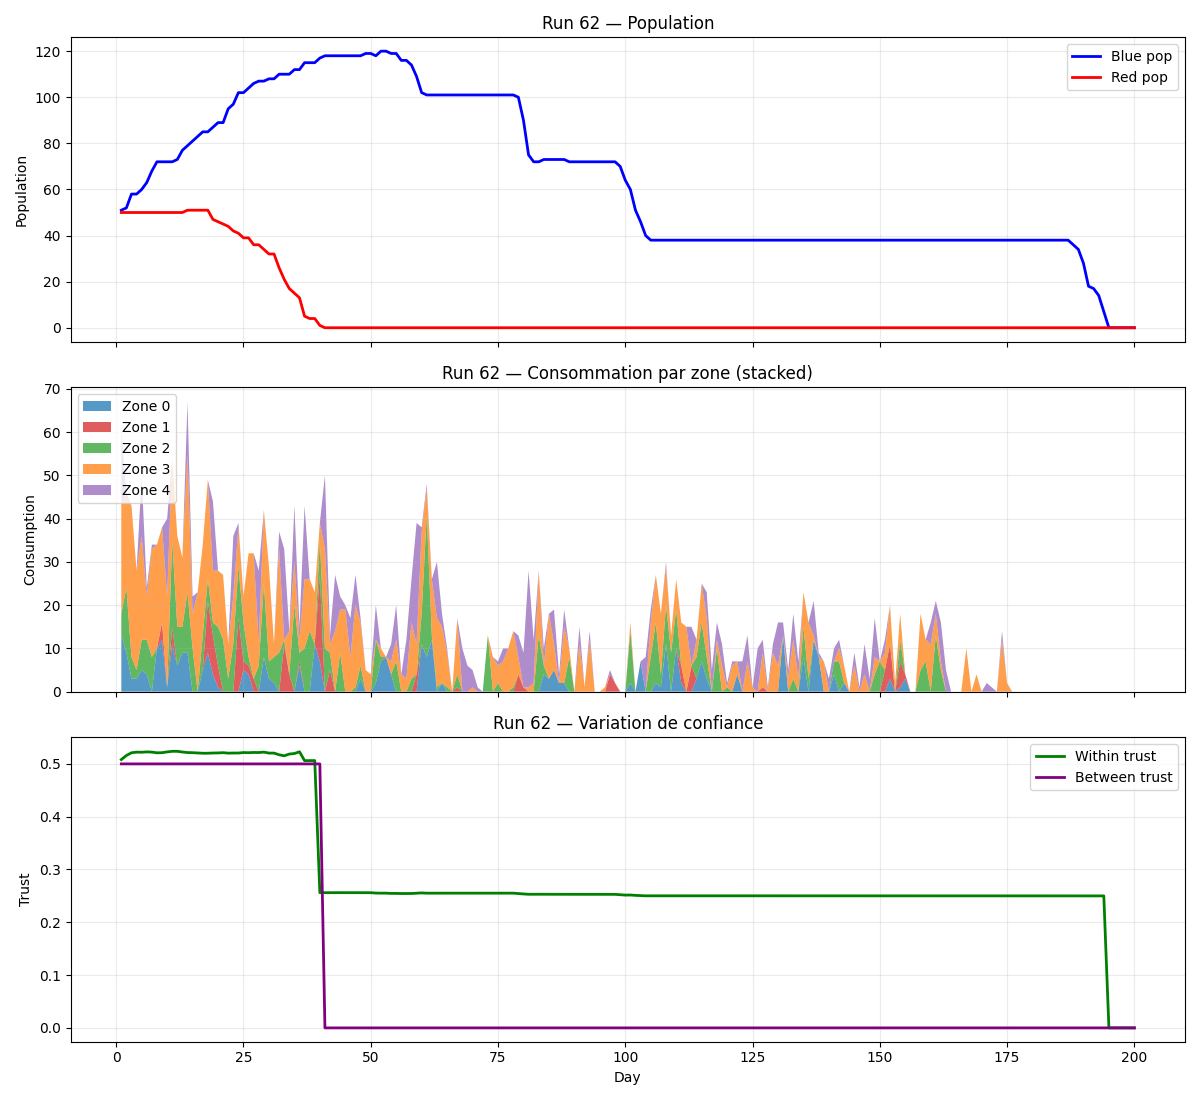 Run 62 — Population
120
100
80
60
40
20
0
Population
Blue pop
Red pop
Run 62 — Consommation par zone (stacked)
70
60
50
40
30
20
10
0
Consumption
Zone 0
Zone 1
Zone 2
Zone 3
Zone 4
Run 62 — Variation de confiance
0.5
0.4
0.3
0.2
0.1
0.0
Trust
Within trust
Between trust
0 25 50 75 100 125 150 175 200
Day